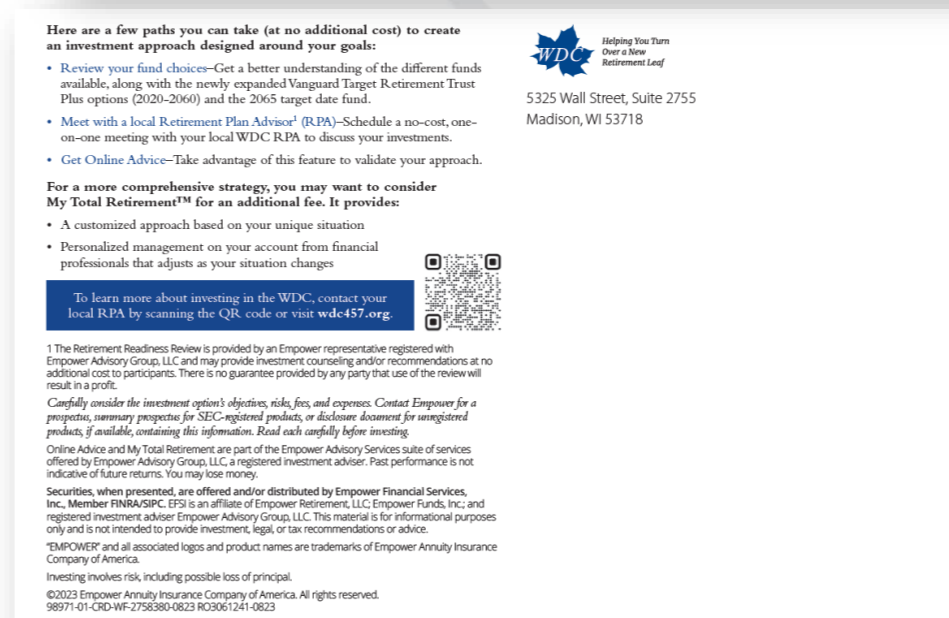 Here are a few paths you can take (at no additional cost) to create
an investment approach designed around your goals:
• Review your fund choices–Get a better understanding of the different funds
available, along with the newly expanded Vanguard Target Retirement Trust
Plus options (2020-2060) and the 2065 target date fund.
• Meet with a local Retirement Plan Advisor¹ (RPA)–Schedule a no-cost, one-
on-one meeting with your local WDC RPA to discuss your investments.
• Get Online Advice–Take advantage of this feature to validate your approach.
For a more comprehensive strategy, you may want to consider
My Total Retirement™ for an additional fee. It provides:
• A customized approach based on your unique situation
• Personalized management on your account from financial
professionals that adjusts as your situation changes
To learn more about investing in the WDC, contact your
local RPA by scanning the QR code or visit wdc457.org.
1 The Retirement Readiness Review is provided by an Empower representative registered with
Empower Advisory Group, LLC and may provide investment counseling and/or recommendations at no
additional cost to participants. There is no guarantee provided by any party that use of the review will
result in a profit.
Carefully consider the investment option's objectives, risks, fees, and expenses. Contact Empower for a
prospectus, summary prospectus for SEC-registered products, or disclosure document for unregistered
products, if available, containing this information. Read each carefully before investing.
Online Advice and My Total Retirement are part of the Empower Advisory Services suite of services
offered by Empower Advisory Group, LLC, a registered investment adviser. Past performance is not
indicative of future returns. You may lose money.
Securities, when presented, are offered and/or distributed by Empower Financial Services,
Inc., Member FINRA/SIPC. EFSI is an affiliate of Empower Retirement, LLC; Empower Funds, Inc.; and
registered investment adviser Empower Advisory Group, LLC. This material is for informational purposes
only and is not intended to provide investment, legal, or tax recommendations or advice.
"EMPOWER" and all associated logos and product names are trademarks of Empower Annuity Insurance
Company of America.
Investing involves risk, including possible loss of principal.
©2023 Empower Annuity Insurance Company of America. All rights reserved.
98971-01-CRD-WF-2758380-0823 RO3061241-0823
WDC
Helping You Turn
Over a New
Retirement Leaf
5325 Wall Street, Suite 2755
Madison, WI 53718